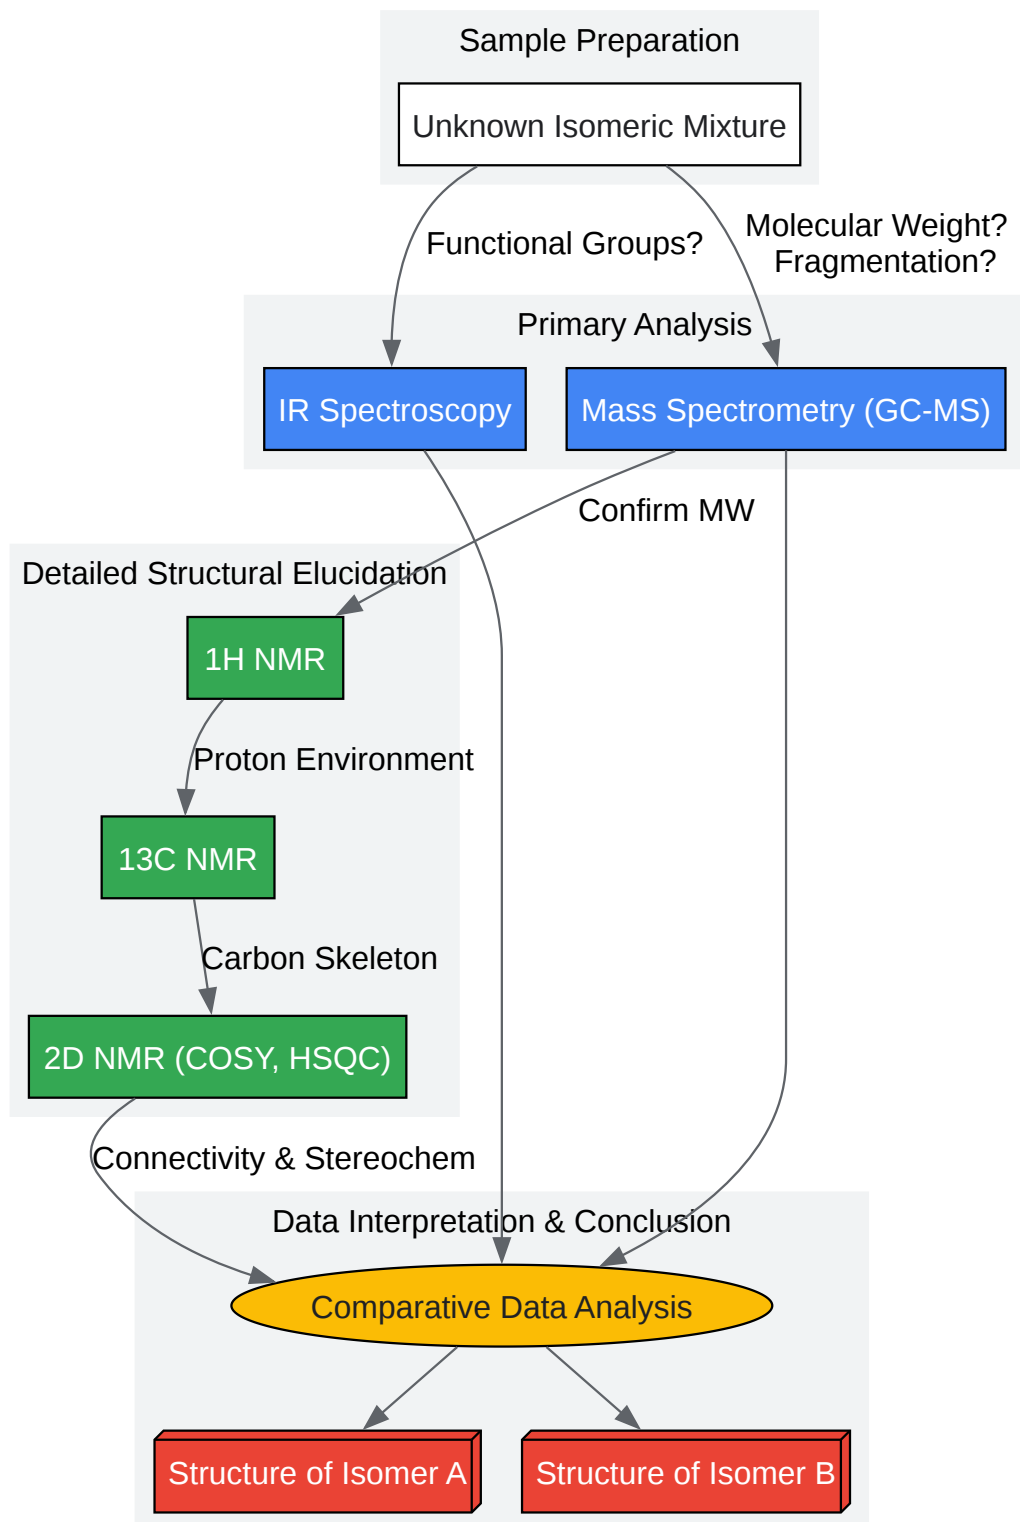 Sample Preparation
Unknown Isomeric Mixture
Functional Groups?
Molecular Weight?
Fragmentation?
Primary Analysis
IR Spectroscopy
Mass Spectrometry (GC-MS)
Confirm MW
Detailed Structural Elucidation
1H NMR
Proton Environment
13C NMR
Carbon Skeleton
2D NMR (COSY, HSQC)
Connectivity & Stereochem
Data Interpretation & Conclusion
Comparative Data Analysis
Structure of Isomer A
Structure of Isomer B